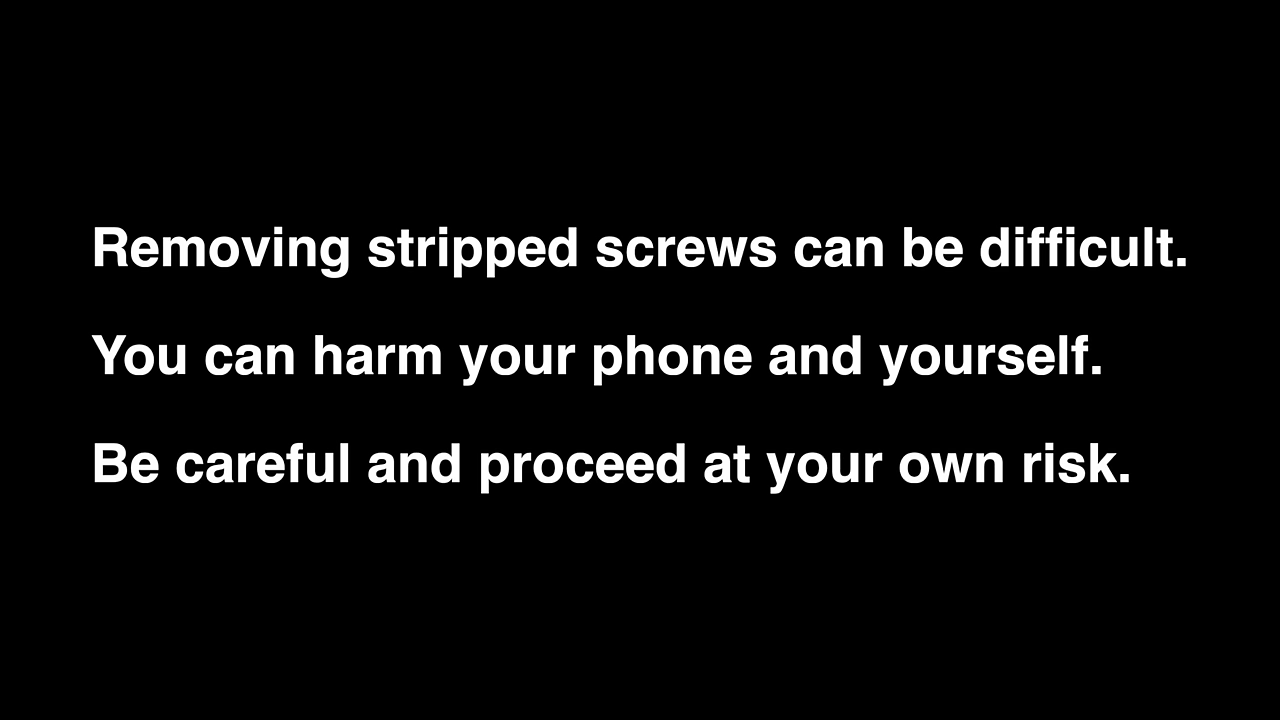 Removing stripped screws can be difficult.
You can harm your phone and yourself.
Be careful and proceed at your own risk.